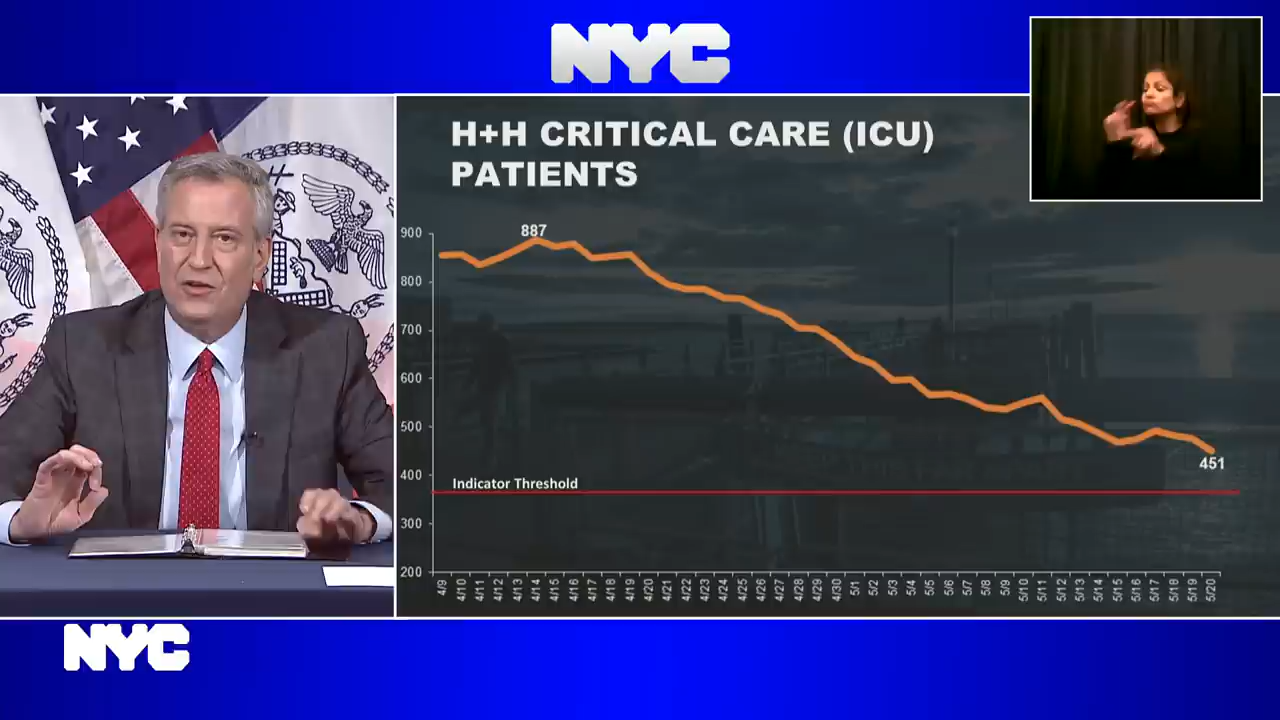 NYC
H+H CRITICAL CARE (ICU)
PATIENTS
900
887
800
700
600
500
451
400
Indicator Threshold
300
200
4/9 4/10 4/11 4/12 4/13 4/14 4/15 4/16 4/17 4/18 4/19 4/20 4/21 4/22 4/23 4/24 4/25 4/26 4/27 4/28 4/29 4/30 5/1 5/2 5/3 5/4 5/5 5/6 5/7 5/8 5/9 5/10 5/11 5/12 5/13 5/14 5/15 5/16 5/17 5/18 5/19 5/20
NYC